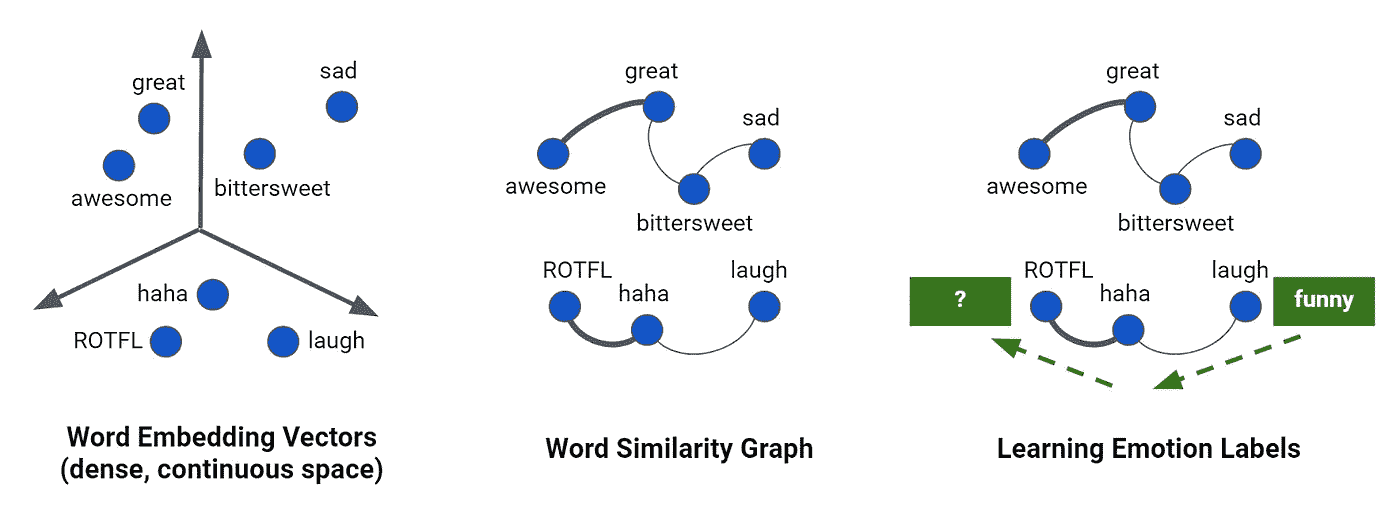 great
sad
awesome
bittersweet
haha
ROTFL
laugh
Word Embedding Vectors
(dense, continuous space)
great
sad
awesome
bittersweet
ROTFL
laugh
haha
Word Similarity Graph
great
sad
awesome
bittersweet
ROTFL
laugh
haha
?
funny
Learning Emotion Labels